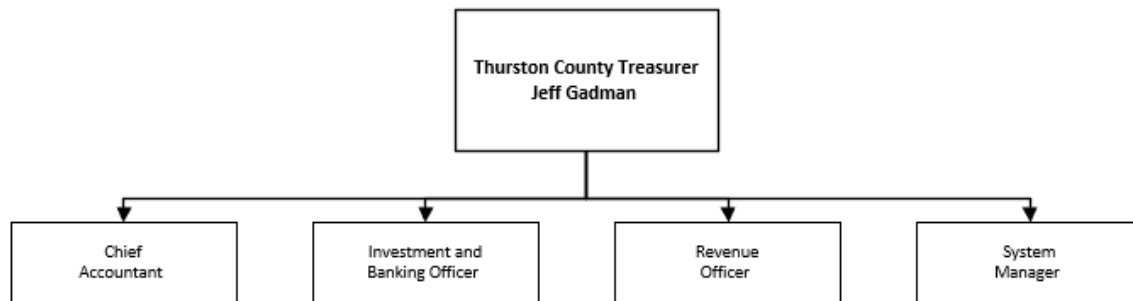 Thurston County Treasurer
Jeff Gadman
Chief
Accountant
Investment and
Banking Officer
Revenue
Officer
System
Manager